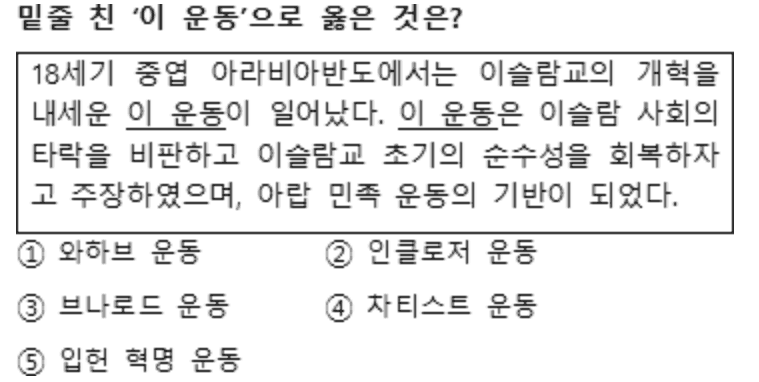 밑줄 친 ‘이 운동’으로 옳은 것은?
18세기 중엽 아라비아반도에서는 이슬람교의 개혁을
내세운 이 운동이 일어났다. 이 운동은 이슬람 사회의
타락을 비판하고 이슬람교 초기의 순수성을 회복하자
고 주장하였으며, 아랍 민족 운동의 기반이 되었다.
① 와하브 운동 ② 인클로저 운동
③ 브나로드 운동 ④ 차티스트 운동
⑤ 입헌 혁명 운동